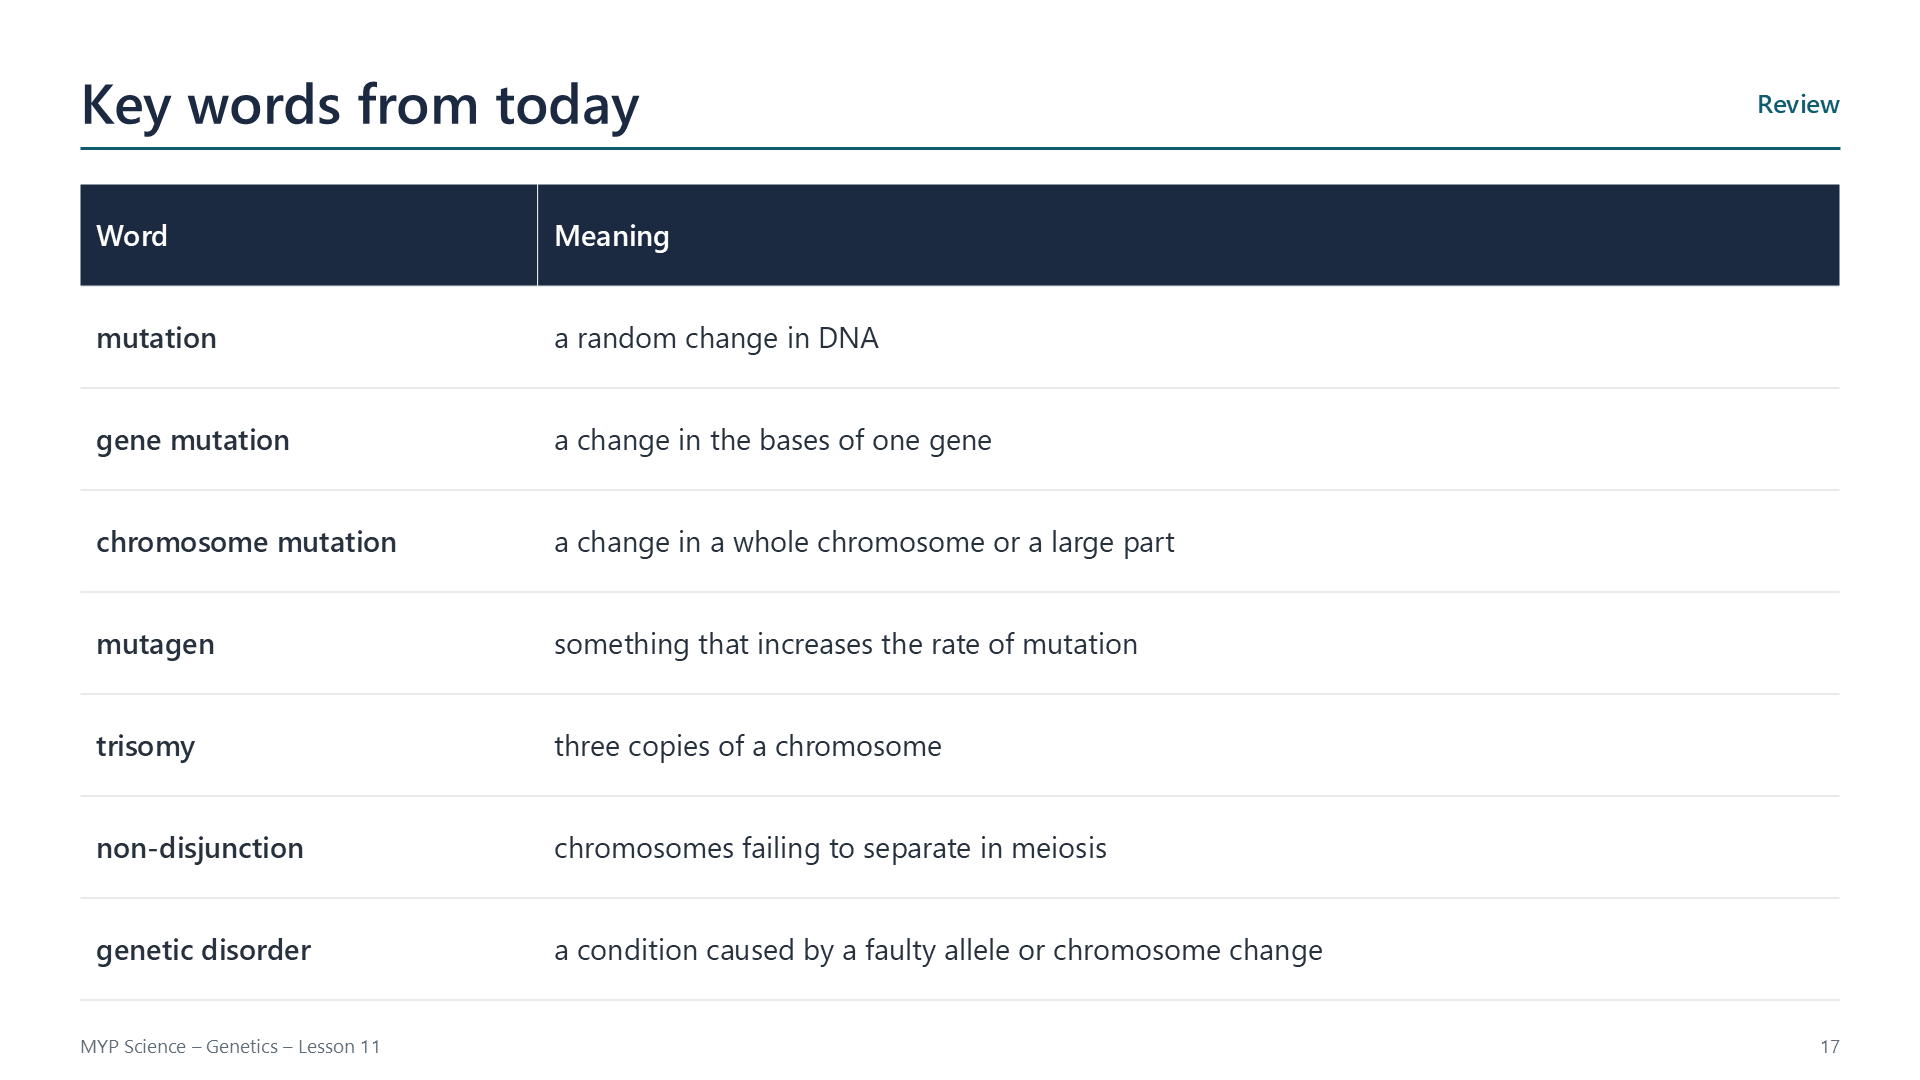 Key words from today
Review
Word
Meaning
mutation
a random change in DNA
gene mutation
a change in the bases of one gene
chromosome mutation
a change in a whole chromosome or a large part
mutagen
something that increases the rate of mutation
trisomy
three copies of a chromosome
non-disjunction
chromosomes failing to separate in meiosis
genetic disorder
a condition caused by a faulty allele or chromosome change
MYP Science – Genetics – Lesson 11
17